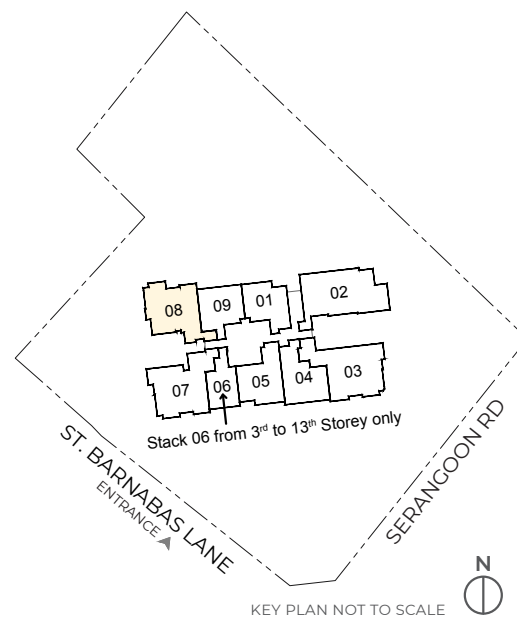 08
09
01
02
07
06
05
04
03
Stack 06 from 3rd to 13th Storey only
ST. BARNABAS LANE
ENTRANCE
SERANGOON RD
N
KEY PLAN NOT TO SCALE